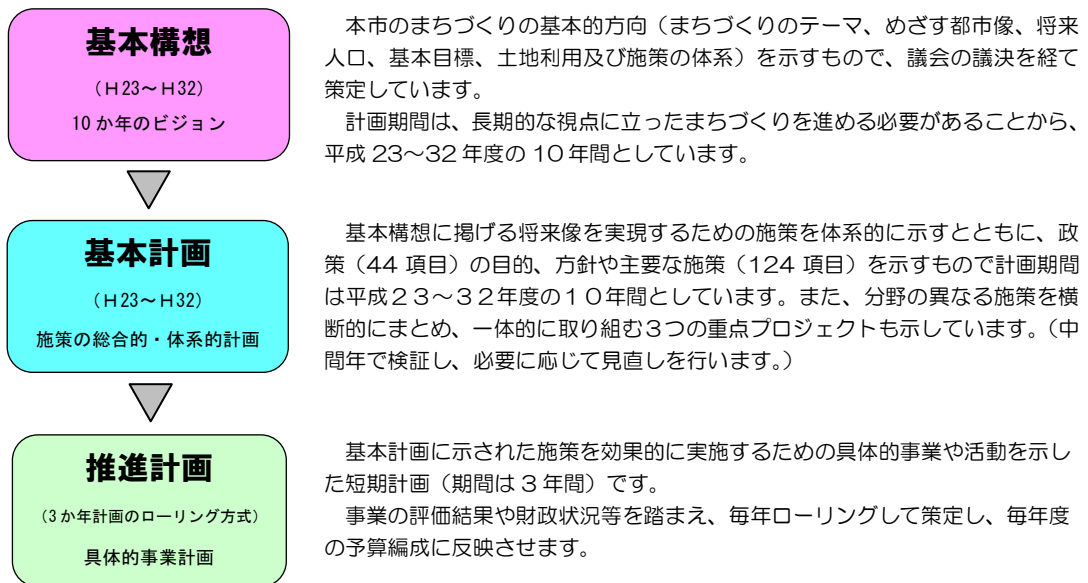 基本構想
（H23～H32）
10 か年のビジョン
本市のまちづくりの基本的方向（まちづくりのテーマ、めざす都市像、将来
人口、基本目標、土地利用及び施策の体系）を示すもので、議会の議決を経て
策定しています。
計画期間は、長期的な視点に立ったまちづくりを進める必要があることから、
平成 23～32 年度の 10 年間としています。
基本計画
（H23～H32）
施策の総合的・体系的計画
基本構想に掲げる将来像を実現するための施策を体系的に示すとともに、政
策（44 項目）の目的、方針や主要な施策（124 項目）を示すもので計画期間
は平成２３～３２年度の１０年間としています。また、分野の異なる施策を横
断的にまとめ、一体的に取り組む３つの重点プロジェクトも示しています。（中
間年で検証し、必要に応じて見直しを行います。）
推進計画
（3 か年計画のローリング方式）
具体的事業計画
基本計画に示された施策を効果的に実施するための具体的事業や活動を示し
た短期計画（期間は 3 年間）です。
事業の評価結果や財政状況等を踏まえ、毎年ローリングして策定し、毎年度
の予算編成に反映させます。